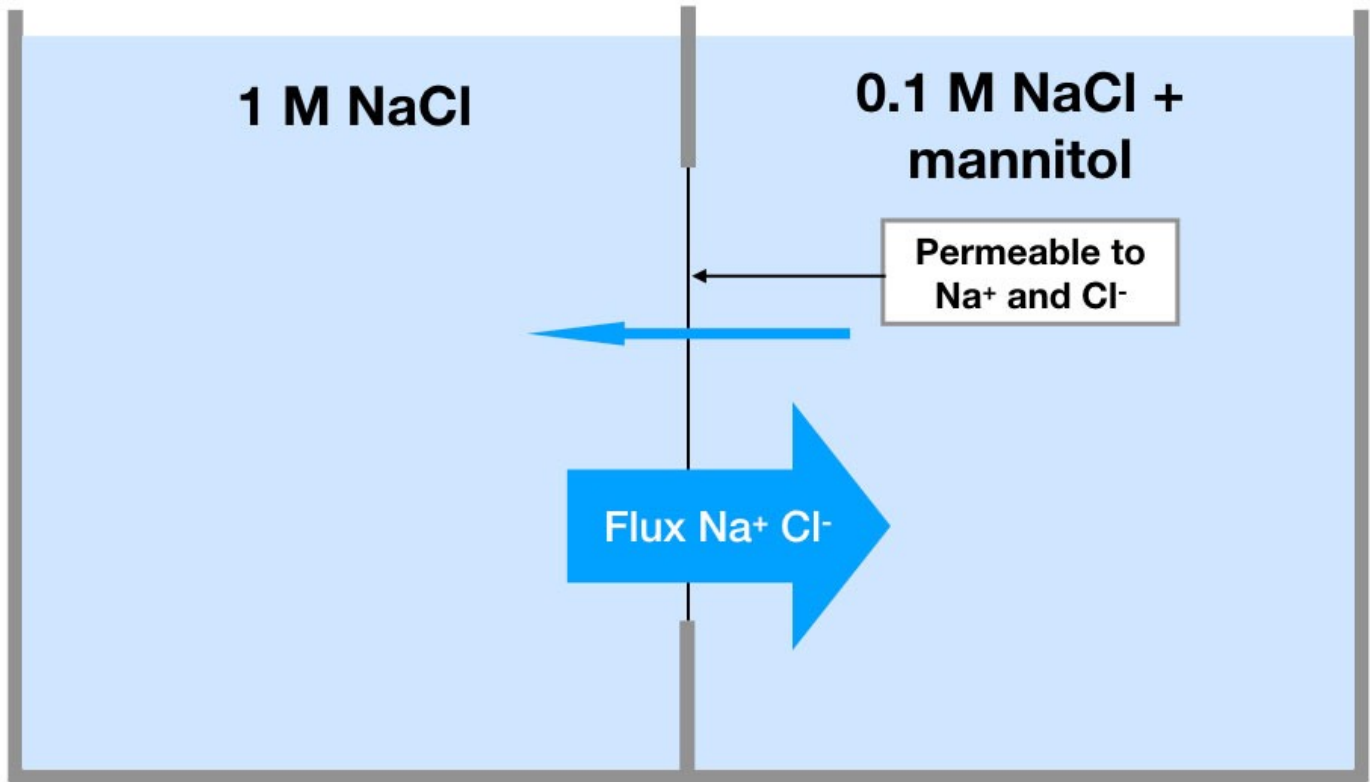 1 M NaCl
0.1 M NaCl +
mannitol
Permeable to
Na⁺ and Cl⁻
Flux Na⁺ Cl⁻